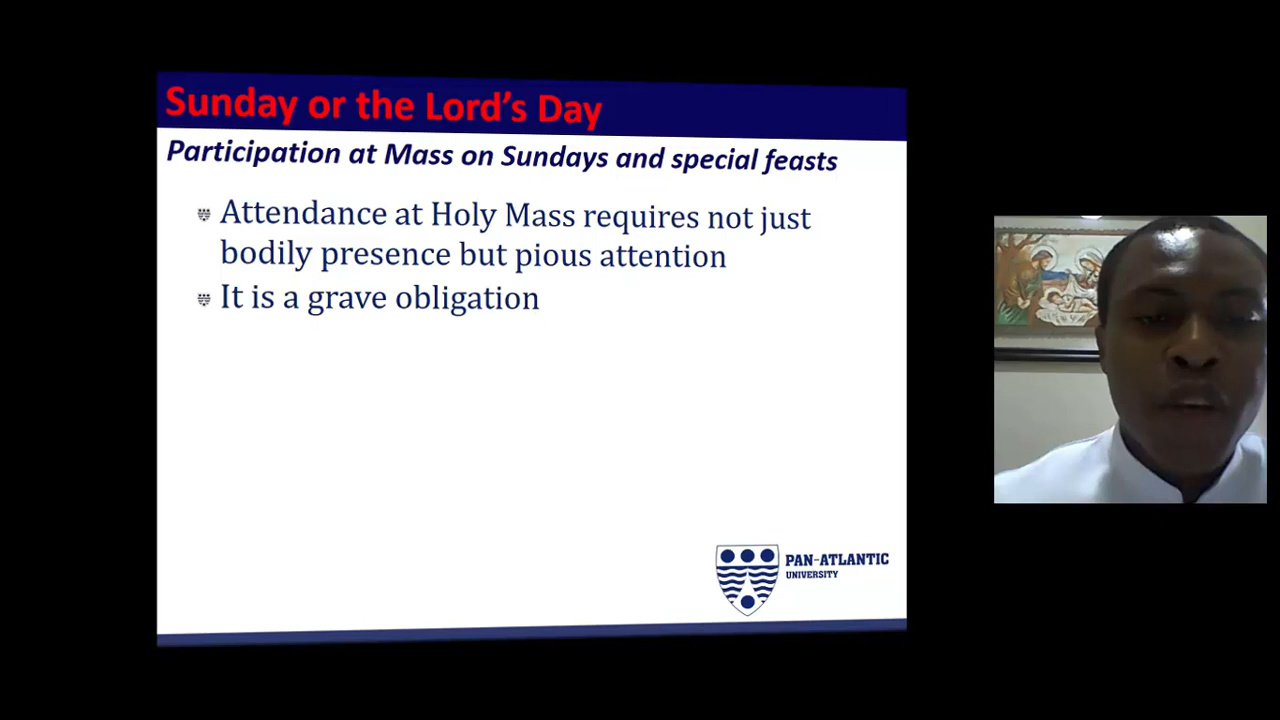 Sunday or the Lord's Day
Participation at Mass on Sundays and special feasts
Attendance at Holy Mass requires not just
bodily presence but pious attention
It is a grave obligation
PAN-ATLANTIC
UNIVERSITY